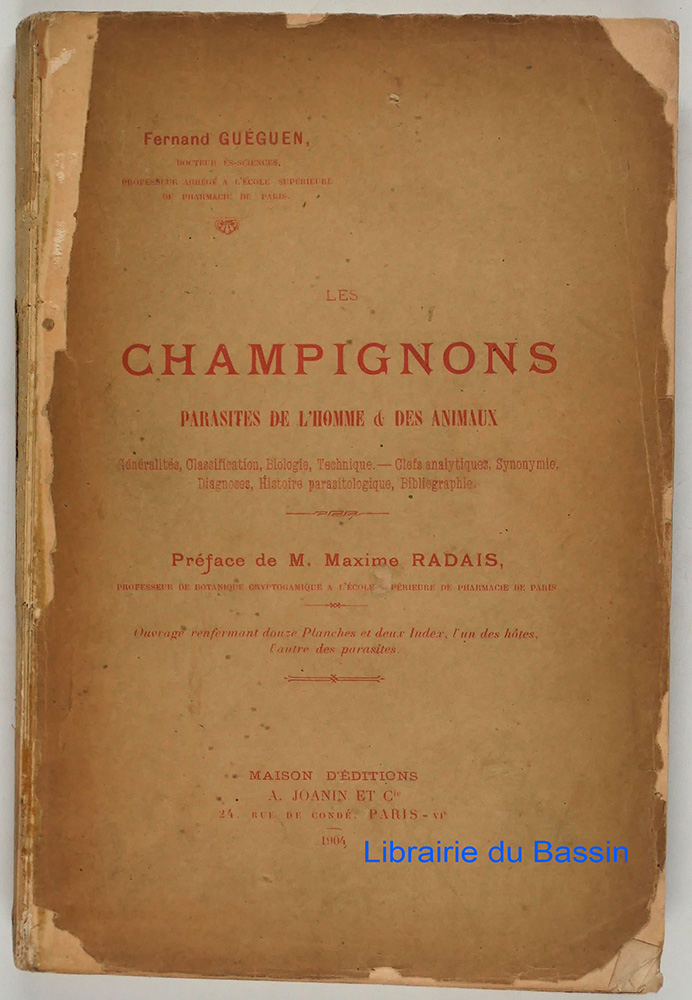 Fernand GUÉGUEN,
DOCTEUR ÈS-SCIENCES,
PROFESSEUR AGRÉGÉ A L'ÉCOLE SUPÉRIEURE
DE PHARMACIE DE PARIS.
LES
CHAMPIGNONS
PARASITES DE L'HOMME & DES ANIMAUX
Généralités, Classification, Biologie, Technique. — Clefs analytiques, Synonymie,
Diagnoses, Histoire parasitologique, Bibliographie.
Préface de M. Maxime RADAIS,
PROFESSEUR DE BOTANIQUE CRYPTOGAMIQUE A L'ÉCOLE PÉRIEURE DE PHARMACIE DE PARIS
Ouvrage renfermant douze Planches et deux Index, l'un des hôtes,
l'autre des parasites.
MAISON D'ÉDITIONS
A. JOANIN ET Cie
24, RUE DE CONDÉ, PARIS - VIe
1904
Librairie du Bassin